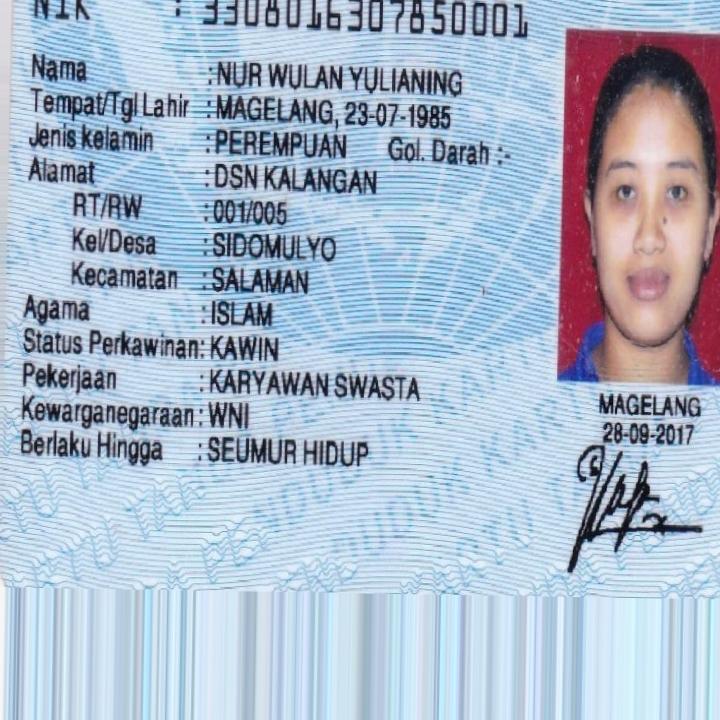 NIK : 3308016307850001
Nama : NUR WULAN YULIANING
Tempat/Tgl Lahir : MAGELANG, 23-07-1985
Jenis kelamin : PEREMPUAN Gol. Darah :-
Alamat : DSN KALANGAN
RT/RW : 001/005
Kel/Desa : SIDOMULYO
Kecamatan : SALAMAN
Agama : ISLAM
Status Perkawinan: KAWIN
Pekerjaan : KARYAWAN SWASTA
Kewarganegaraan: WNI
Berlaku Hingga : SEUMUR HIDUP
MAGELANG
28-09-2017